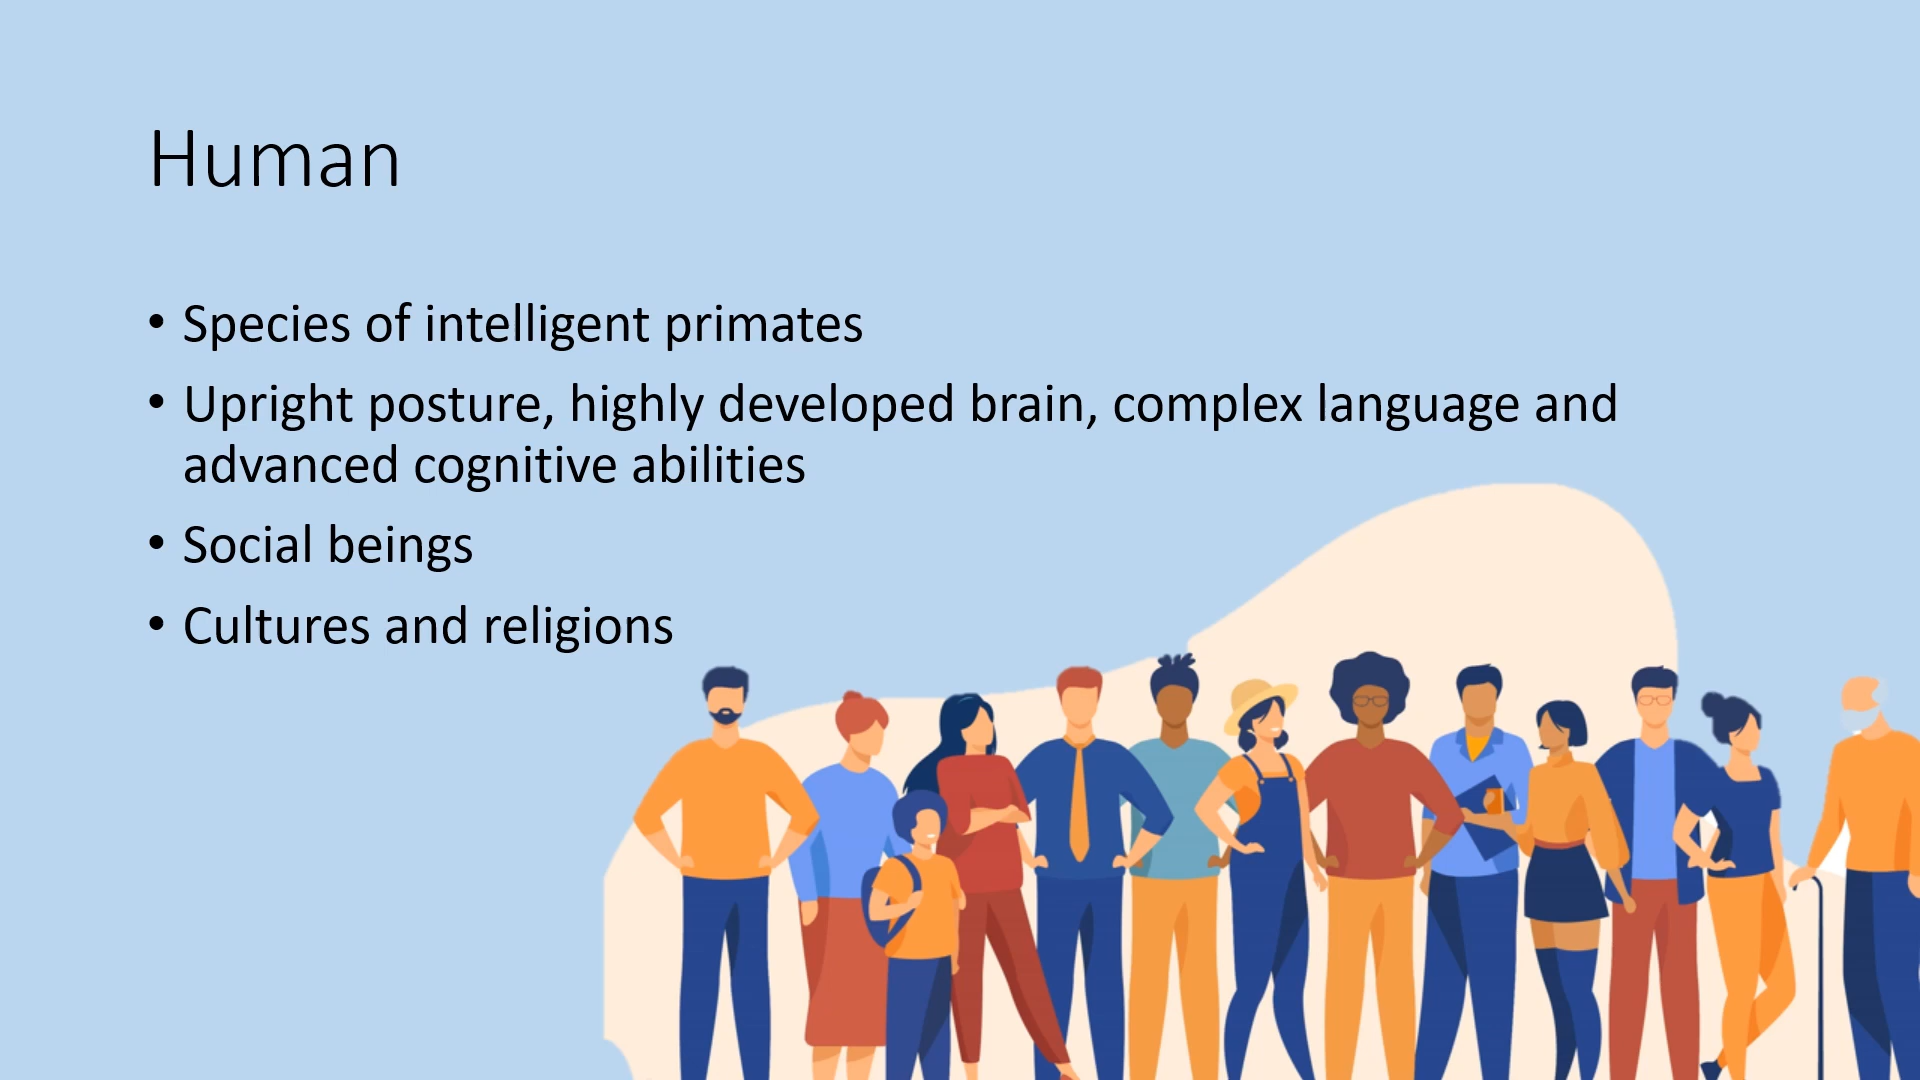 Human
• Species of intelligent primates
• Upright posture, highly developed brain, complex language and
advanced cognitive abilities
• Social beings
• Cultures and religions